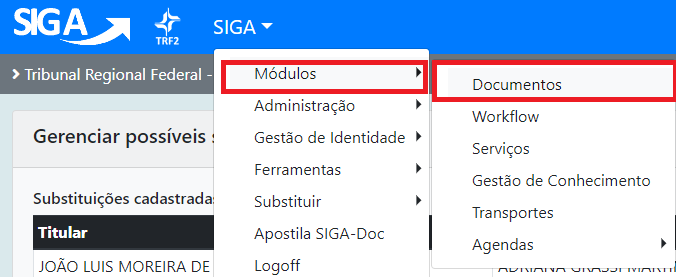 SIGA
TRF2
SIGA
Tribunal Regional Federal -
Módulos
Documentos
Administração
Workflow
Gerenciar possíveis s
Gestão de Identidade
Serviços
Ferramentas
Gestão de Conhecimento
Substituições cadastradas
Substituir
Transportes
Titular
Apostila SIGA-Doc
Agendas
JOÃO LUIS MOREIRA DE
Logoff
ADRIANA GRASSI MARTI